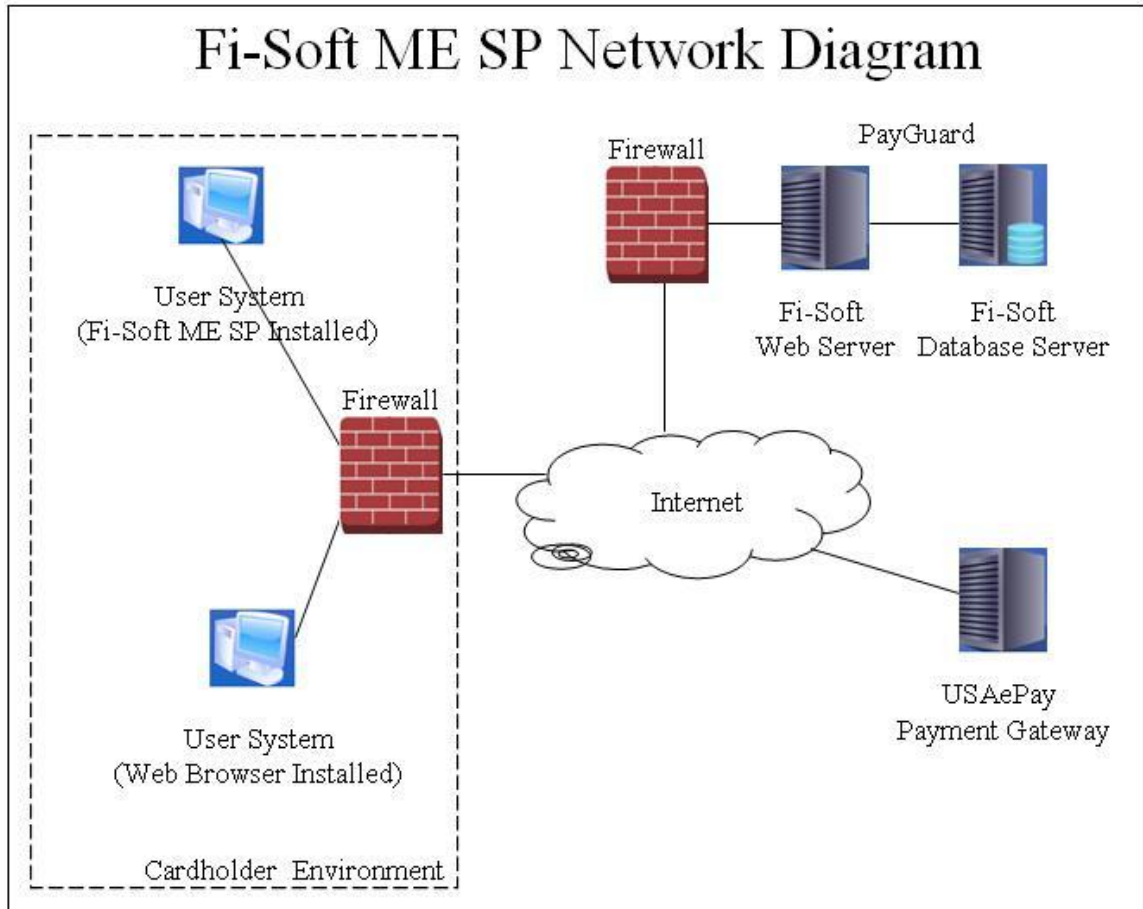 Fi-Soft ME SP Network Diagram
PayGuard
Firewall
User System
(Fi-Soft ME SP Installed)
Fi-Soft
Web Server
Fi-Soft
Database Server
Firewall
Internet
USAePay
Payment Gateway
User System
(Web Browser Installed)
Cardholder Environment